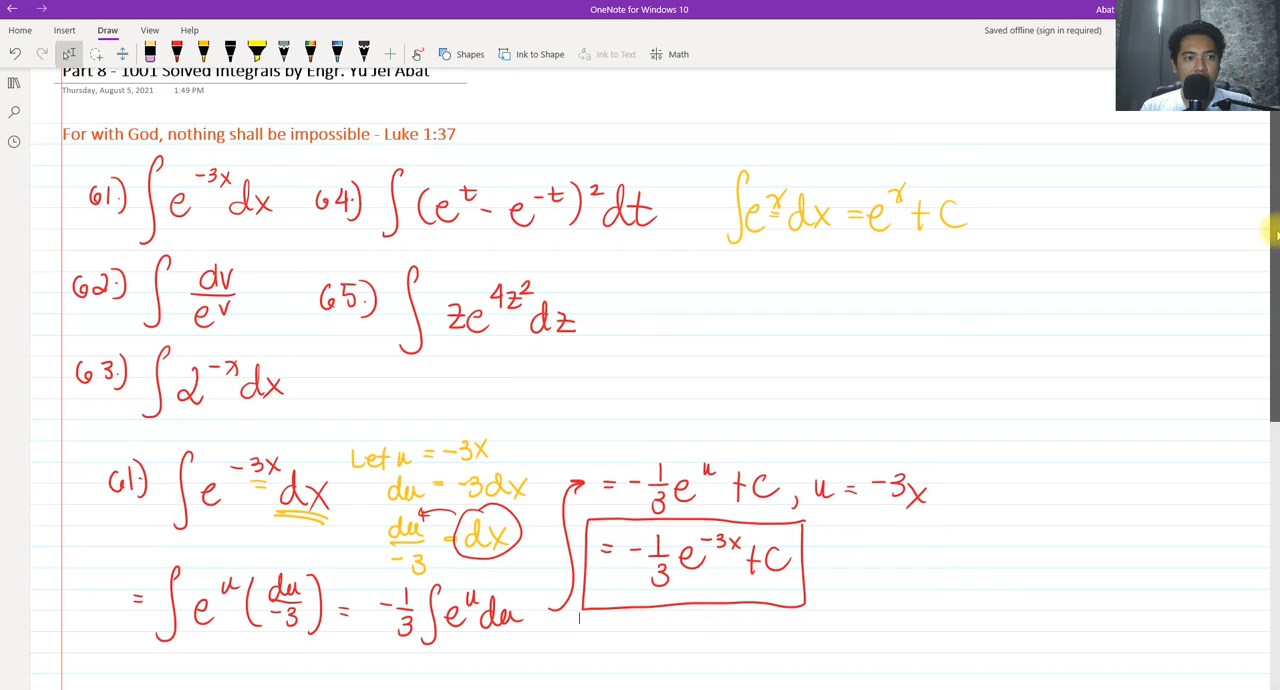 OneNote for Windows 10
Abat
Home Insert Draw View Help
Saved offline (sign in required)
Shapes Ink to Shape Ink to Text Math
Part 8 - 1001 Solved Integrals by Engr. Yu Jei Abat
Thursday, August 5, 2021 1:49 PM
For with God, nothing shall be impossible - Luke 1:37
61.) ∫ e^{-3x} dx 64.) ∫ (e^t - e^{-t})^2 dt ∫ e^x dx = e^x + C
62.) ∫ dv/e^v 65.) ∫ z e^{4z^2} dz
63.) ∫ 2^{-x} dx
61.) ∫ e^{-3x} dx Let u = -3x
du = -3dx
du/-3 = dx
= ∫ e^u (du/-3) = -1/3 ∫ e^u du
= -1/3 e^u + C, u = -3x
= -1/3 e^{-3x} + C